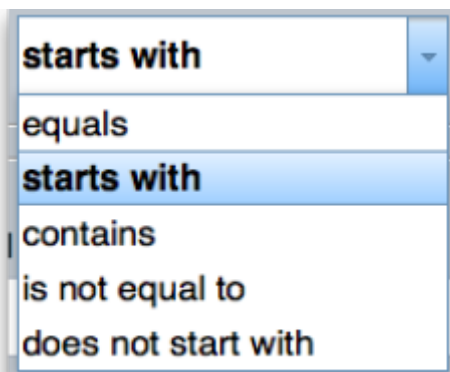 starts with
equals
starts with
contains
is not equal to
does not start with